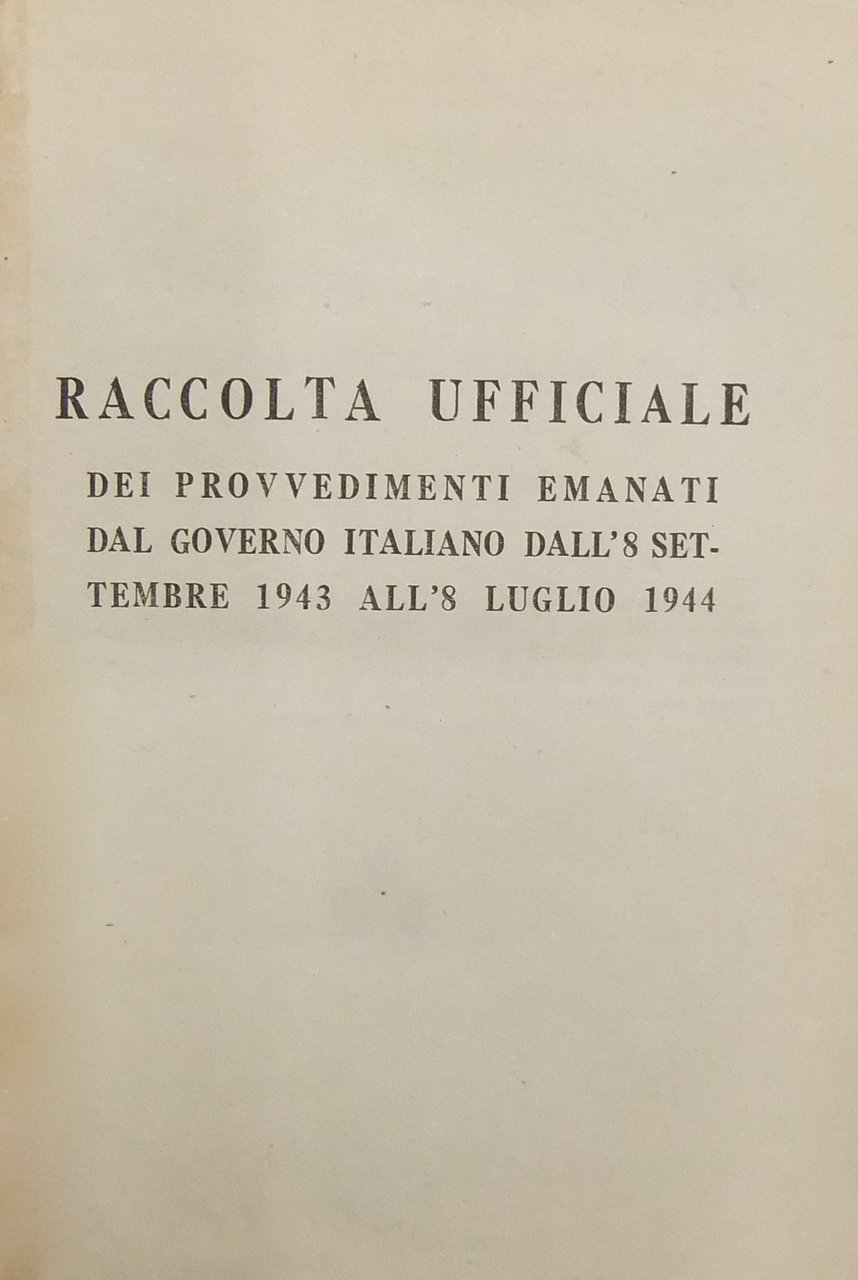 RACCOLTA UFFICIALE
DEI PROVVEDIMENTI EMANATI
DAL GOVERNO ITALIANO DALL'8 SET-
TEMBRE 1943 ALL'8 LUGLIO 1944